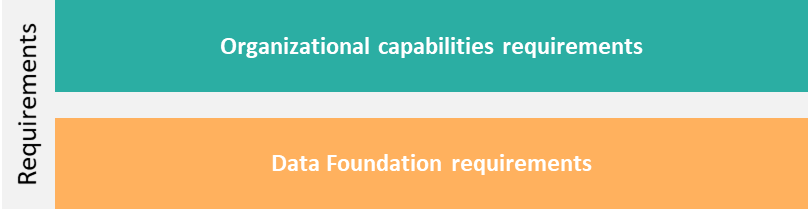 Requirements
Organizational capabilities requirements
Data Foundation requirements